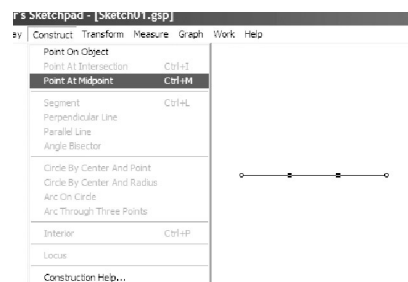 r's Sketchpad - [Sketch01.gsp]
ay Construct Transform Measure Graph Work Help
Point On Object
Point At Intersection Ctrl+I
Point At Midpoint Ctrl+M
Segment Ctrl+L
Perpendicular Line
Parallel Line
Angle Bisector
Circle By Center And Point
Circle By Center And Radius
Arc On Circle
Arc Through Three Points
Interior Ctrl+P
Locus
Construction Help...